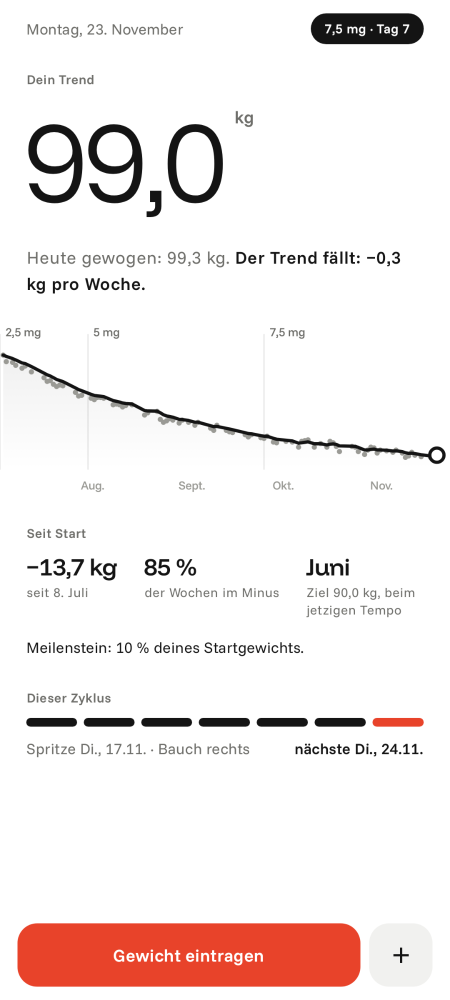 Montag, 23. November
7,5 mg · Tag 7
Dein Trend
99,0 kg
Heute gewogen: 99,3 kg. Der Trend fällt: −0,3
kg pro Woche.
2,5 mg
5 mg
7,5 mg
Aug.
Sept.
Okt.
Nov.
Seit Start
−13,7 kg
seit 8. Juli
85 %
der Wochen im Minus
Juni
Ziel 90,0 kg, beim
jetzigen Tempo
Meilenstein: 10 % deines Startgewichts.
Dieser Zyklus
Spritze Di., 17.11. · Bauch rechts
nächste Di., 24.11.
Gewicht eintragen
+